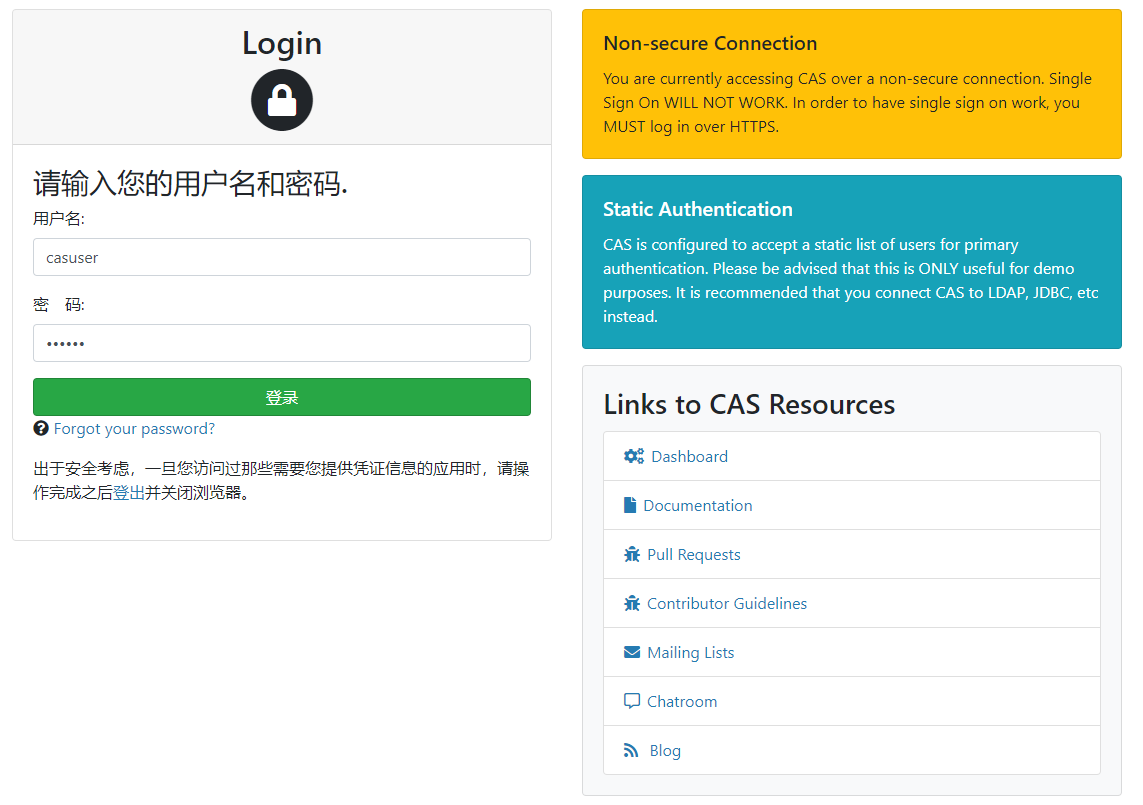 Login
请输入您的用户名和密码.
用户名:
casuser
密　码:
••••••
登录
Forgot your password?
出于安全考虑，一旦您访问过那些需要您提供凭证信息的应用时，请操
作完成之后登出并关闭浏览器。
Non-secure Connection
You are currently accessing CAS over a non-secure connection. Single
Sign On WILL NOT WORK. In order to have single sign on work, you
MUST log in over HTTPS.
Static Authentication
CAS is configured to accept a static list of users for primary
authentication. Please be advised that this is ONLY useful for demo
purposes. It is recommended that you connect CAS to LDAP, JDBC, etc
instead.
Links to CAS Resources
Dashboard
Documentation
Pull Requests
Contributor Guidelines
Mailing Lists
Chatroom
Blog